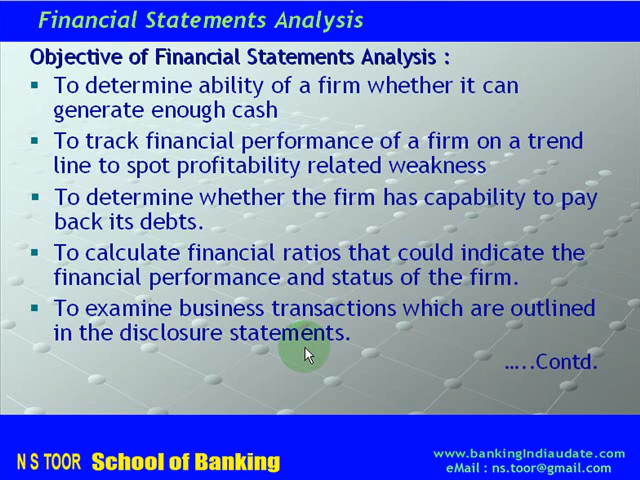 Financial Statements Analysis
Objective of Financial Statements Analysis :
To determine ability of a firm whether it can
generate enough cash
To track financial performance of a firm on a trend
line to spot profitability related weakness
To determine whether the firm has capability to pay
back its debts.
To calculate financial ratios that could indicate the
financial performance and status of the firm.
To examine business transactions which are outlined
in the disclosure statements.
…..Contd.
www.bankingIndiaudate.com
N S TOOR School of Banking
eMail : ns.toor@gmail.com